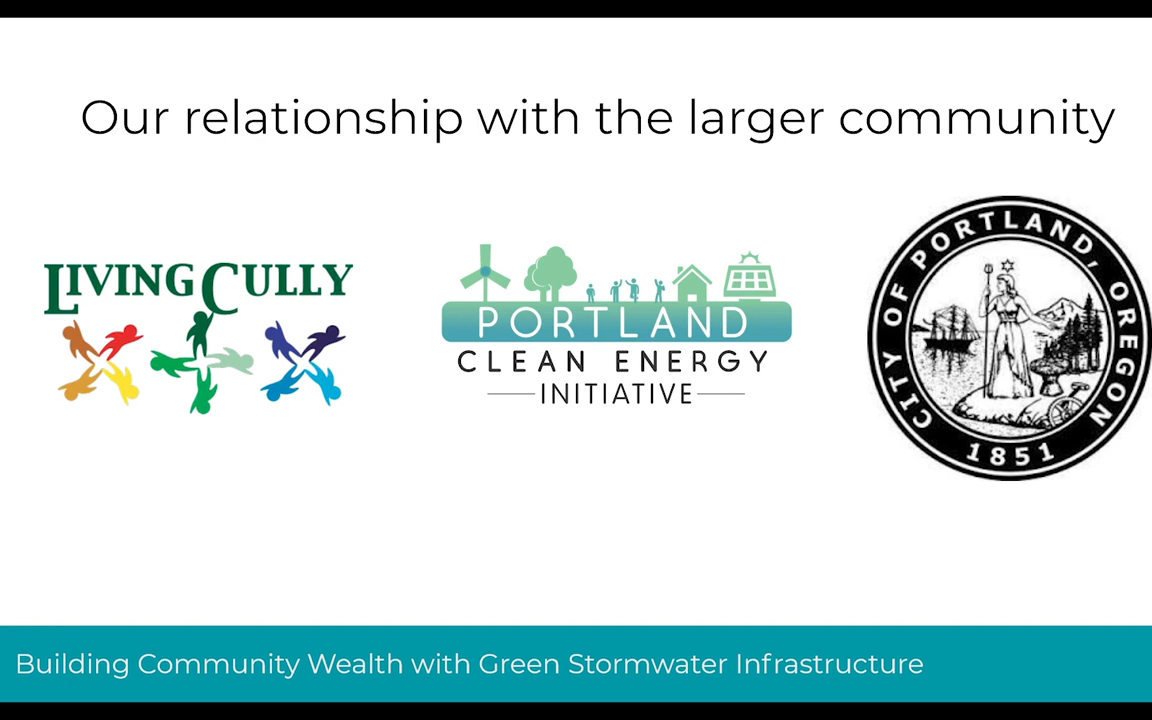 Our relationship with the larger community
LIVING CULLY
PORTLAND
CLEAN ENERGY
INITIATIVE
CITY OF PORTLAND, OREGON
1851
Building Community Wealth with Green Stormwater Infrastructure